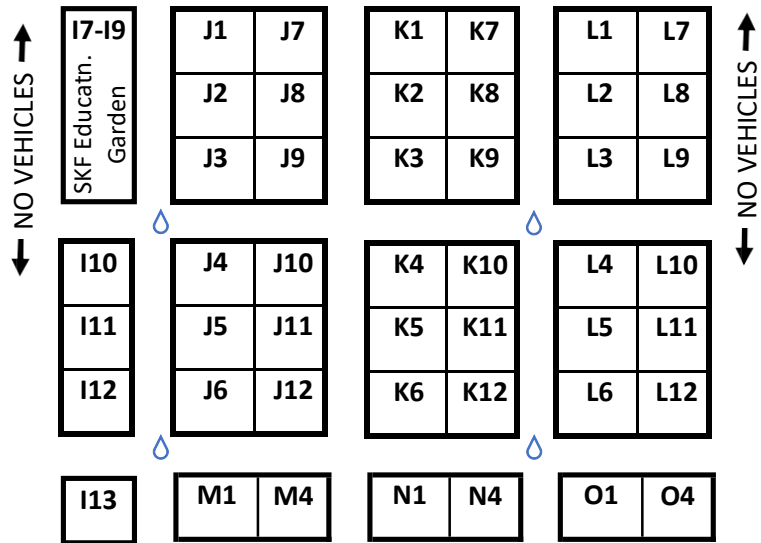 NO VEHICLES
I7-I9
SKF Educatn.
Garden
J1 J7
J2 J8
J3 J9
K1 K7
K2 K8
K3 K9
L1 L7
L2 L8
L3 L9
NO VEHICLES
I10
I11
I12
J4 J10
J5 J11
J6 J12
K4 K10
K5 K11
K6 K12
L4 L10
L5 L11
L6 L12
I13
M1 M4
N1 N4
O1 O4